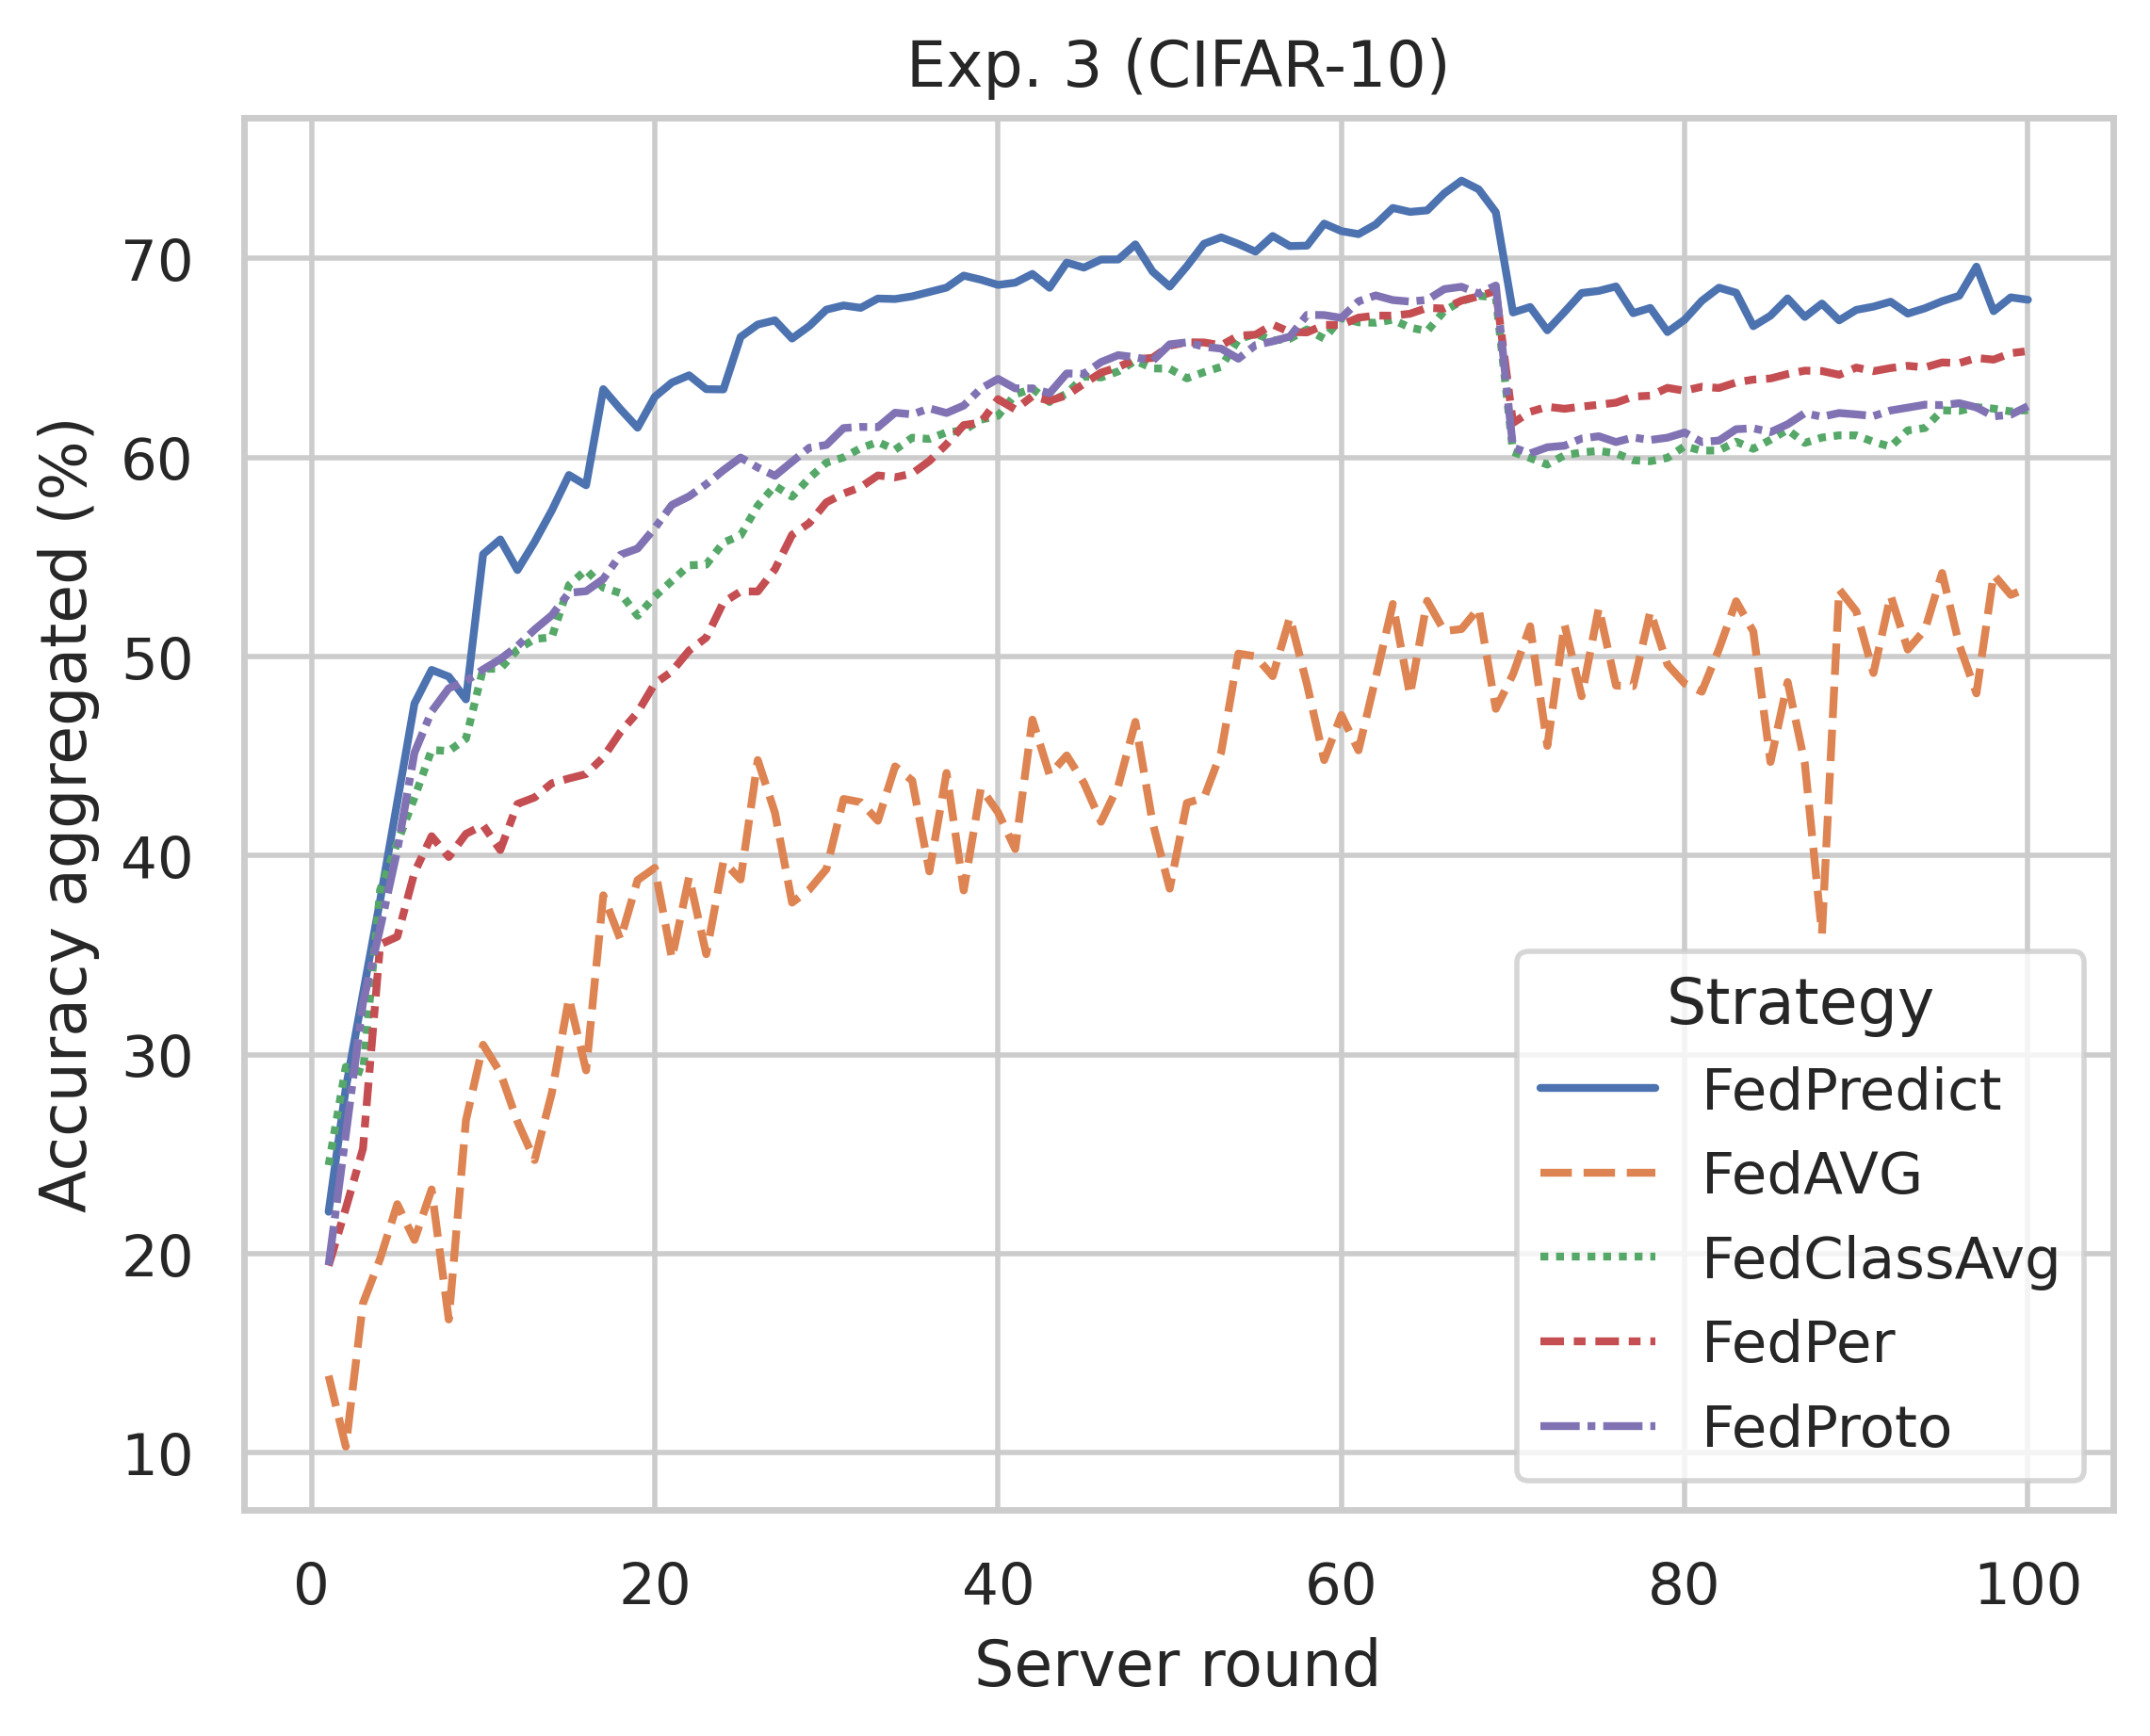 Exp. 3 (CIFAR-10)
Accuracy aggregated (%)
70
60
50
40
30
20
10
0 20 40 60 80 100
Server round
Strategy
FedPredict
FedAVG
FedClassAvg
FedPer
FedProto